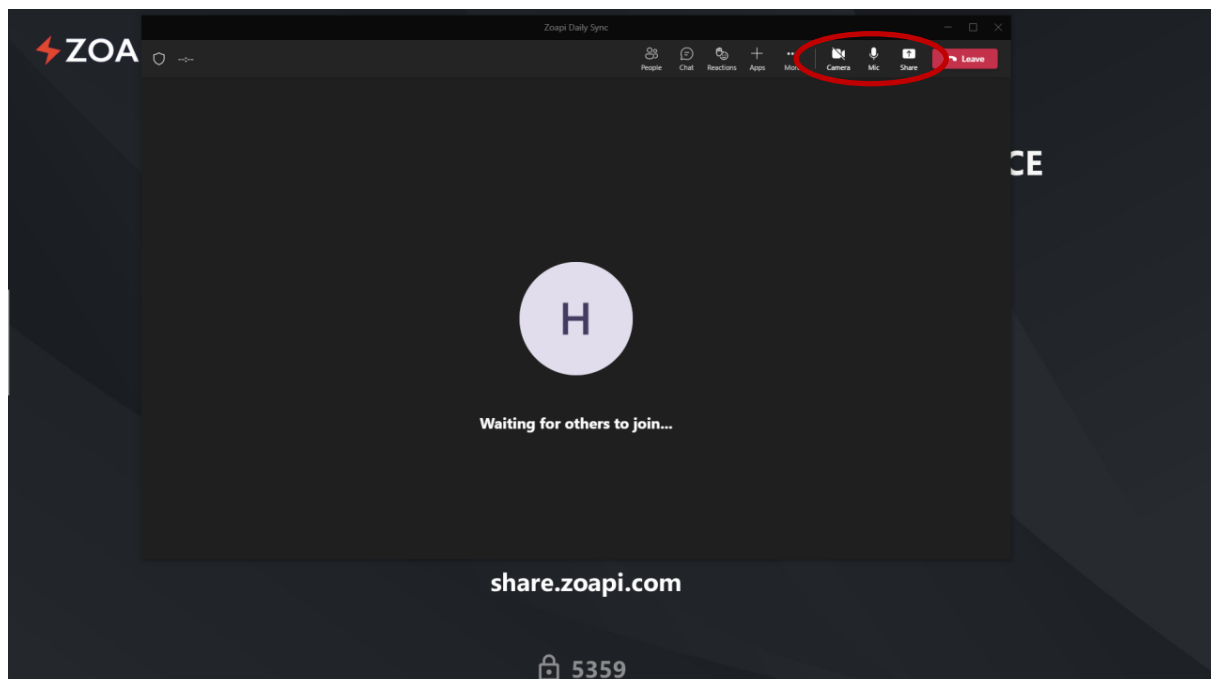 Zoapi Daily Sync
ZOA
--:--
People Chat Reactions Apps Camera Mic Share Leave
CE
H
Waiting for others to join...
share.zoapi.com
5359